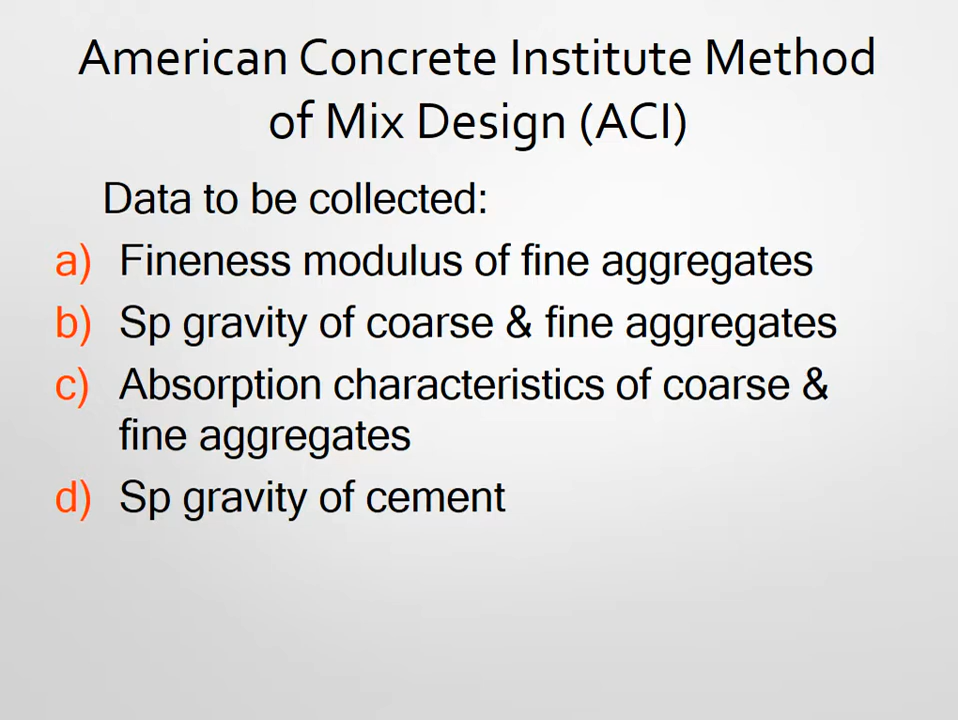 American Concrete Institute Method
of Mix Design (ACI)
Data to be collected:
a) Fineness modulus of fine aggregates
b) Sp gravity of coarse & fine aggregates
c) Absorption characteristics of coarse &
fine aggregates
d) Sp gravity of cement